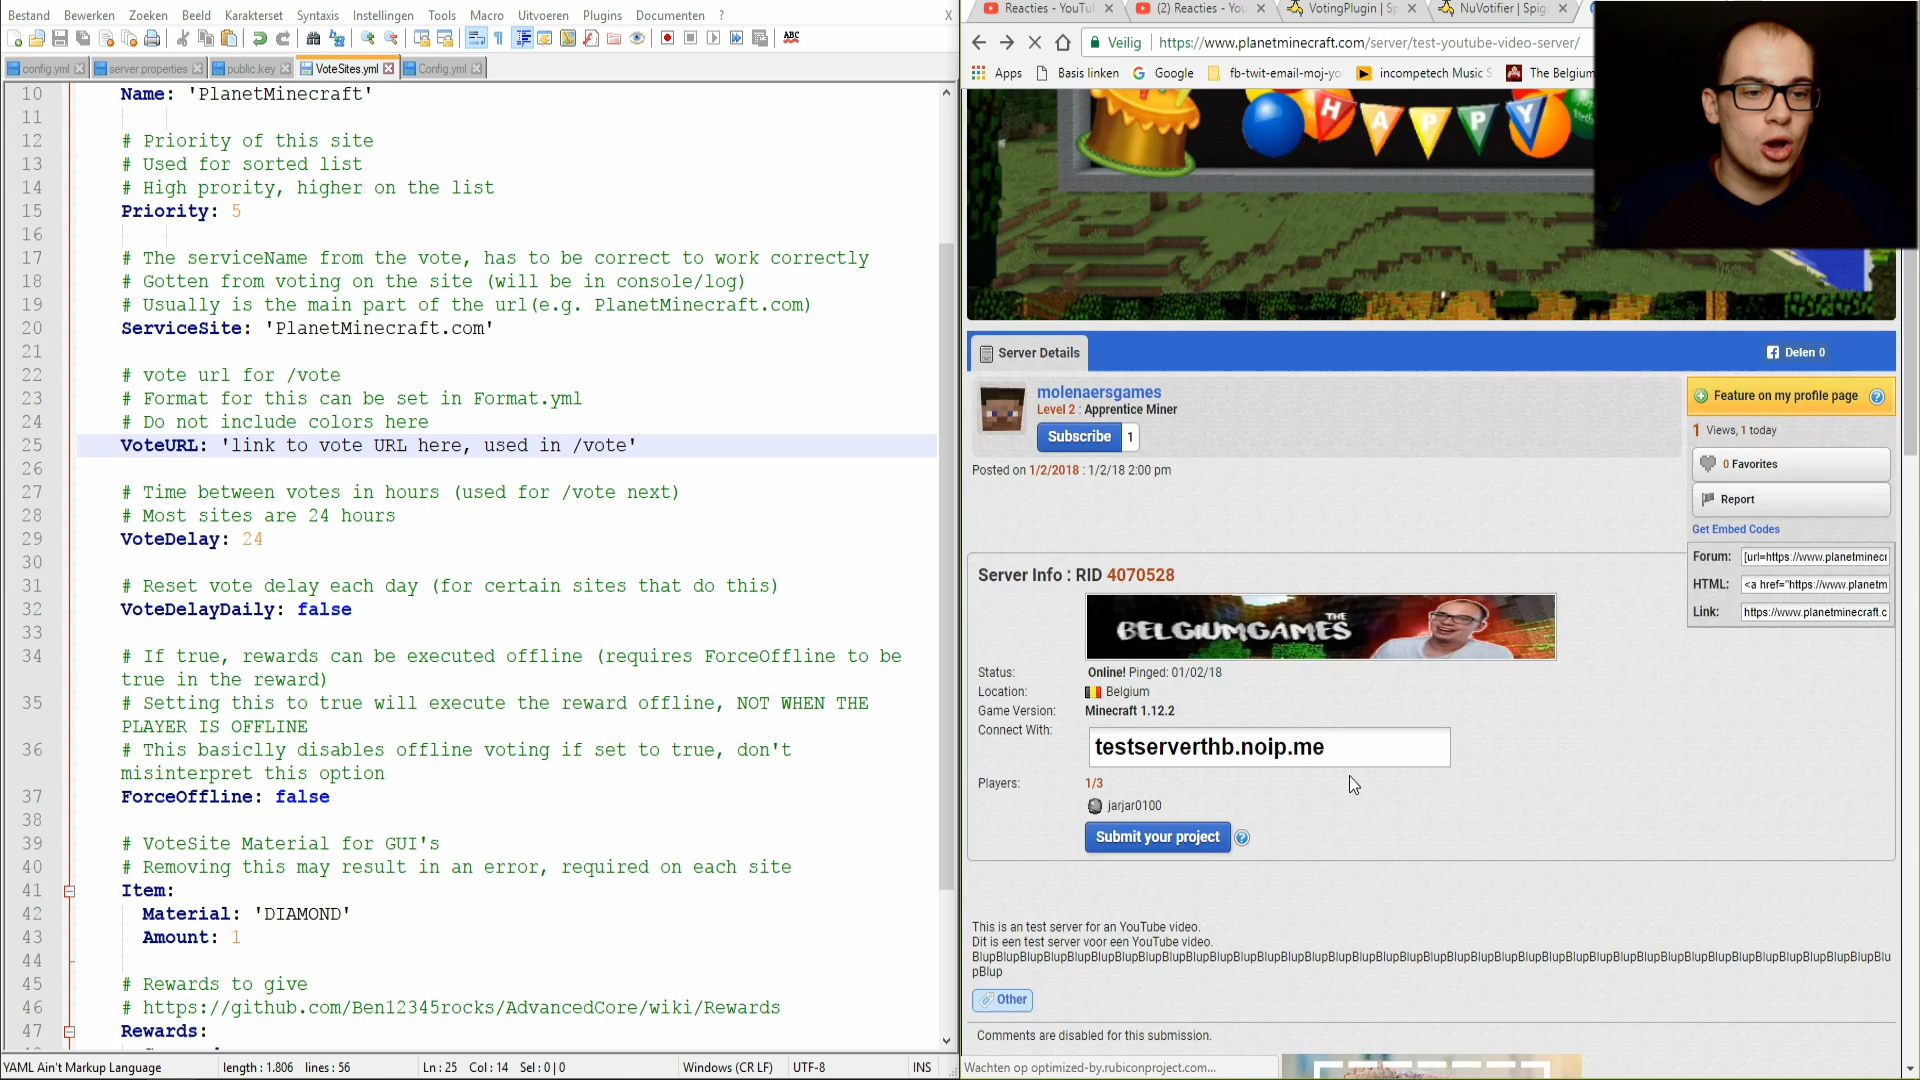 Bestand Bewerken Zoeken Beeld Karakterset Syntaxis Instellingen Tools Macro Uitvoeren Plugins Documenten ? X
config.yml server.properties public.key VoteSites.yml Config.yml
10 Name: 'PlanetMinecraft'
11
12 # Priority of this site
13 # Used for sorted list
14 # High prority, higher on the list
15 Priority: 5
16
17 # The serviceName from the vote, has to be correct to work correctly
18 # Gotten from voting on the site (will be in console/log)
19 # Usually is the main part of the url(e.g. PlanetMinecraft.com)
20 ServiceSite: 'PlanetMinecraft.com'
21
22 # vote url for /vote
23 # Format for this can be set in Format.yml
24 # Do not include colors here
25 VoteURL: 'link to vote URL here, used in /vote'
26
27 # Time between votes in hours (used for /vote next)
28 # Most sites are 24 hours
29 VoteDelay: 24
30
31 # Reset vote delay each day (for certain sites that do this)
32 VoteDelayDaily: false
33
34 # If true, rewards can be executed offline (requires ForceOffline to be
true in the reward)
35 # Setting this to true will execute the reward offline, NOT WHEN THE
PLAYER IS OFFLINE
36 # This basiclly disables offline voting if set to true, don't
misinterpret this option
37 ForceOffline: false
38
39 # VoteSite Material for GUI's
40 # Removing this may result in an error, required on each site
41 Item:
42 Material: 'DIAMOND'
43 Amount: 1
44
45 # Rewards to give
46 # https://github.com/Ben12345rocks/AdvancedCore/wiki/Rewards
47 Rewards:
YAML Ain't Markup Language length : 1.806 lines : 56 Ln : 25 Col : 14 Sel : 0 | 0 Windows (CR LF) UTF-8 INS
Reacties - YouTu (2) Reacties - You VotingPlugin | Sp NuVotifier | Spig
Veilig https://www.planetminecraft.com/server/test-youtube-video-server/
Apps Basis linken Google fb-twit-email-moj-yo incompetech Music S The Belgium
HAPPY
Server Details Delen 0
molenaersgames
Level 2 : Apprentice Miner
Subscribe 1
Posted on 1/2/2018 : 1/2/18 2:00 pm
Feature on my profile page ?
1 Views, 1 today
0 Favorites
Report
Get Embed Codes
Forum: [url=https://www.planetminecr
HTML: <a href="https://www.planetm
Link: https://www.planetminecraft.c
Server Info : RID 4070528
THE
BELGIUMGAMES
Status: Online! Pinged: 01/02/18
Location: Belgium
Game Version: Minecraft 1.12.2
Connect With: testserverthb.noip.me
Players: 1/3
jarjar0100
Submit your project ?
This is an test server for an YouTube video.
Dit is een test server voor een YouTube video.
BlupBlupBlupBlupBlupBlupBlupBlupBlupBlupBlupBlupBlupBlupBlupBlupBlupBlupBlupBlupBlupBlupBlupBlupBlupBlupBlupBlupBlupBlupBlupBlupBlupBlupBlupBlupBlupBlupBlu
pBlup
Other
Comments are disabled for this submission.
Wachten op optimized-by.rubiconproject.com...